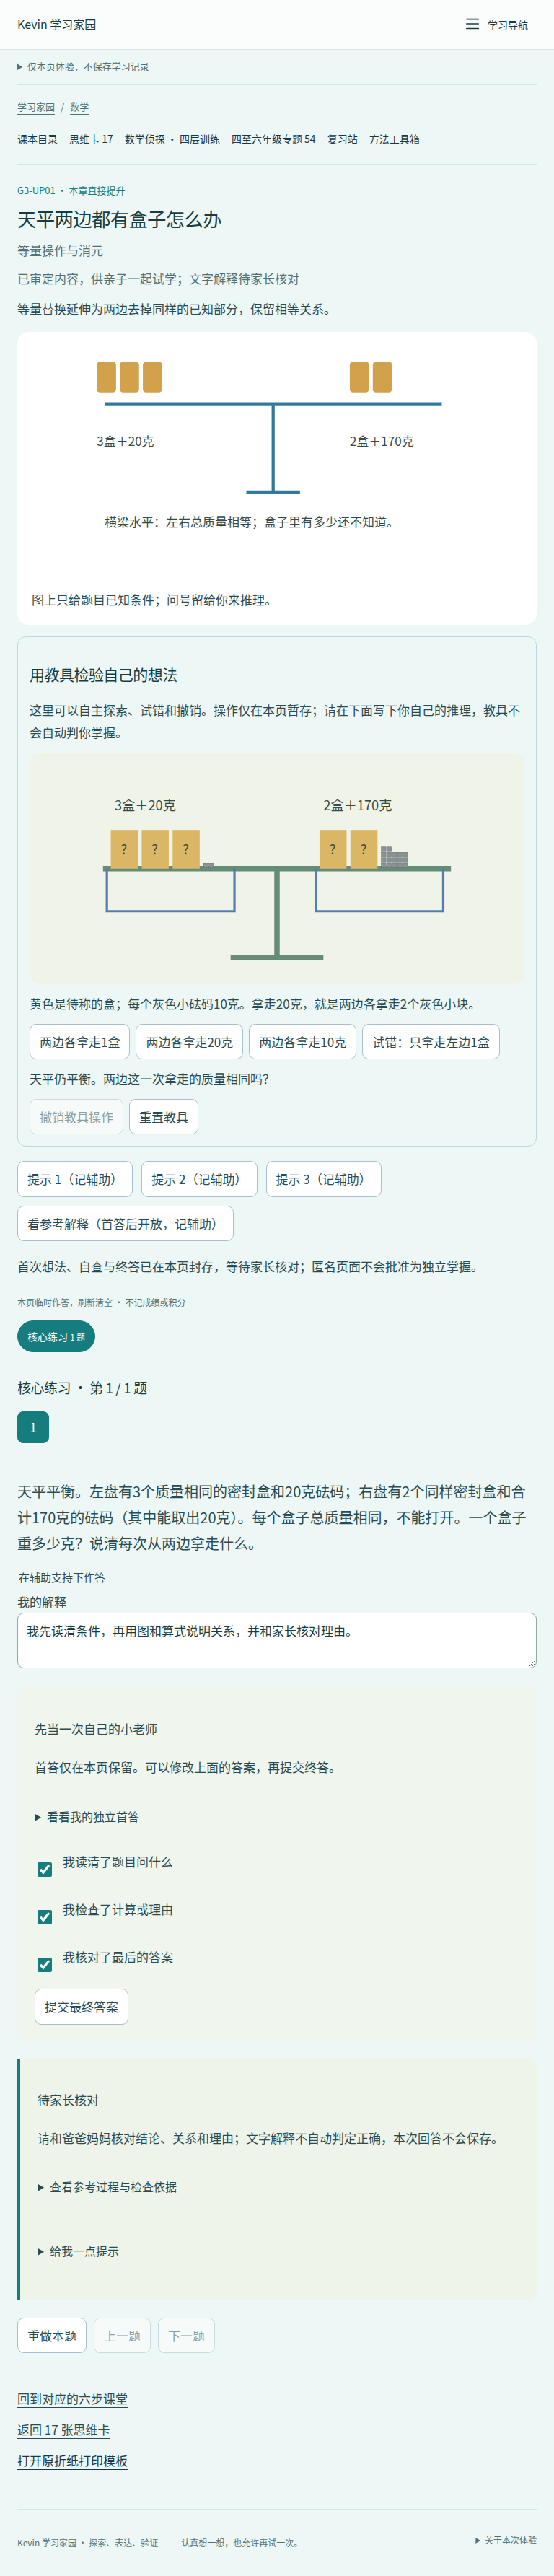 Kevin 学习家园
学习导航
仅本页体验，不保存学习记录
学习家园 / 数学
课本目录 思维卡 17 数学侦探 · 四层训练 四至六年级专题 54 复习站 方法工具箱
G3-UP01 · 本章直接提升
天平两边都有盒子怎么办
等量操作与消元
已审定内容，供亲子一起试学；文字解释待家长核对
等量替换延伸为两边去掉同样的已知部分，保留相等关系。
3盒＋20克 2盒＋170克
横梁水平：左右总质量相等；盒子里有多少还不知道。
图上只给题目已知条件；问号留给你来推理。
用教具检验自己的想法
这里可以自主探索、试错和撤销。操作仅在本页暂存；请在下面写下你自己的推理，教具不
会自动判你掌握。
3盒＋20克 2盒＋170克
? ? ? ? ?
黄色是待称的盒；每个灰色小砝码10克。拿走20克，就是两边各拿走2个灰色小块。
两边各拿走1盒 两边各拿走20克 两边各拿走10克 试错：只拿走左边1盒
天平仍平衡。两边这一次拿走的质量相同吗？
撤销教具操作 重置教具
提示 1（记辅助） 提示 2（记辅助） 提示 3（记辅助）
看参考解释（首答后开放，记辅助）
首次想法、自查与终答已在本页封存，等待家长核对；匿名页面不会批准为独立掌握。
本页临时作答，刷新清空 · 不记成绩或积分
核心练习 1 题
核心练习 · 第 1 / 1 题
1
天平平衡。左盘有3个质量相同的密封盒和20克砝码；右盘有2个同样密封盒和合
计170克的砝码（其中能取出20克）。每个盒子总质量相同，不能打开。一个盒子
重多少克？说清每次从两边拿走什么。
在辅助支持下作答
我的解释
我先读清条件，再用图和算式说明关系，并和家长核对理由。
先当一次自己的小老师
首答仅在本页保留。可以修改上面的答案，再提交终答。
看看我的独立首答
我读清了题目问什么
我检查了计算或理由
我核对了最后的答案
提交最终答案
待家长核对
请和爸爸妈妈核对结论、关系和理由；文字解释不自动判定正确，本次回答不会保存。
查看参考过程与检查依据
给我一点提示
重做本题 上一题 下一题
回到对应的六步课堂
返回 17 张思维卡
打开原折纸打印模板
Kevin 学习家园 · 探索、表达、验证 认真想一想，也允许再试一次。 关于本次体验